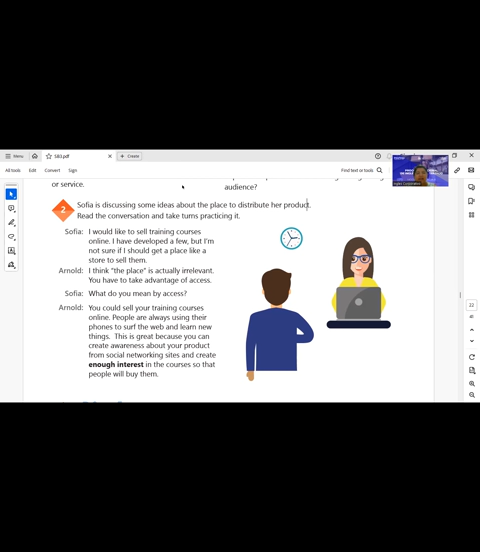 Menu
SB3.pdf
Create
All tools
Edit
Convert
Sign
Find text or tools
or service.
audience?
2
Sofia is discussing some ideas about the place to distribute her product.
Read the conversation and take turns practicing it.
Sofia: I would like to sell training courses
online. I have developed a few, but I'm
not sure if I should get a place like a
store to sell them.
Arnold: I think "the place" is actually irrelevant.
You have to take advantage of access.
Sofia: What do you mean by access?
Arnold: You could sell your training courses
online. People are always using their
phones to surf the web and learn new
things. This is great because you can
create awareness about your product
from social networking sites and create
enough interest in the courses so that
people will buy them.
22